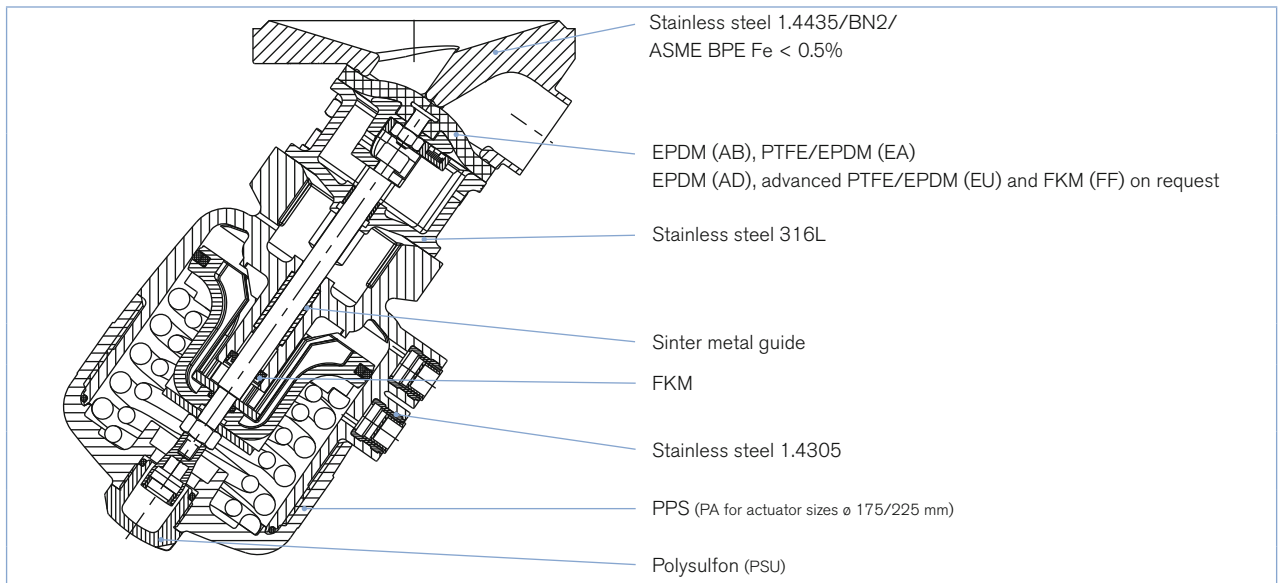 Stainless steel 1.4435/BN2/
ASME BPE Fe < 0.5%
EPDM (AB), PTFE/EPDM (EA)
EPDM (AD), advanced PTFE/EPDM (EU) and FKM (FF) on request
Stainless steel 316L
Sinter metal guide
FKM
Stainless steel 1.4305
PPS (PA for actuator sizes ø 175/225 mm)
Polysulfon (PSU)